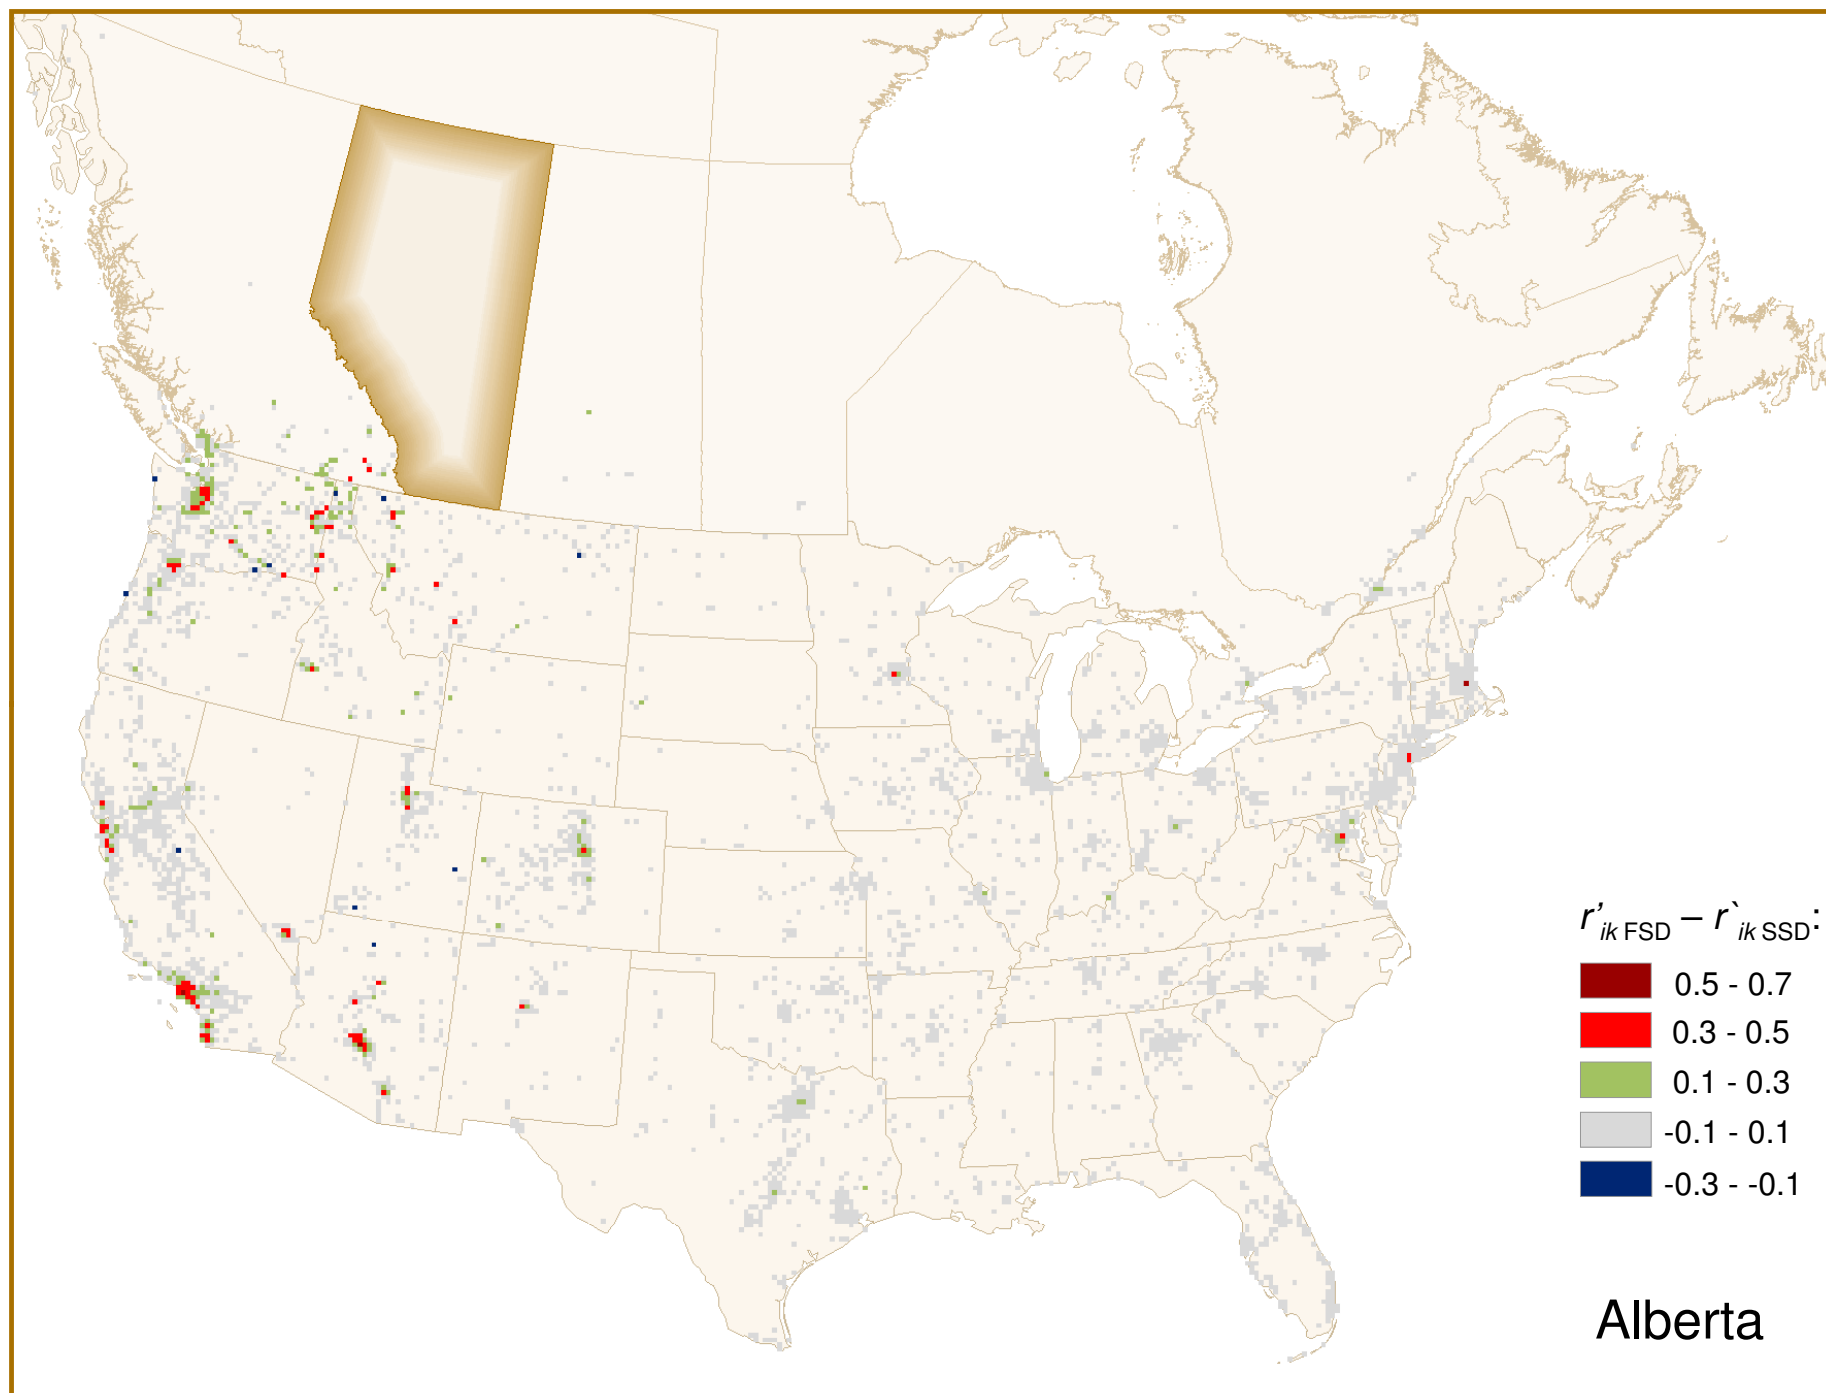 r’ik FSD – r`ik SSD:
0.5 - 0.7
0.3 - 0.5
0.1 - 0.3
-0.1 - 0.1
-0.3 - -0.1
Alberta